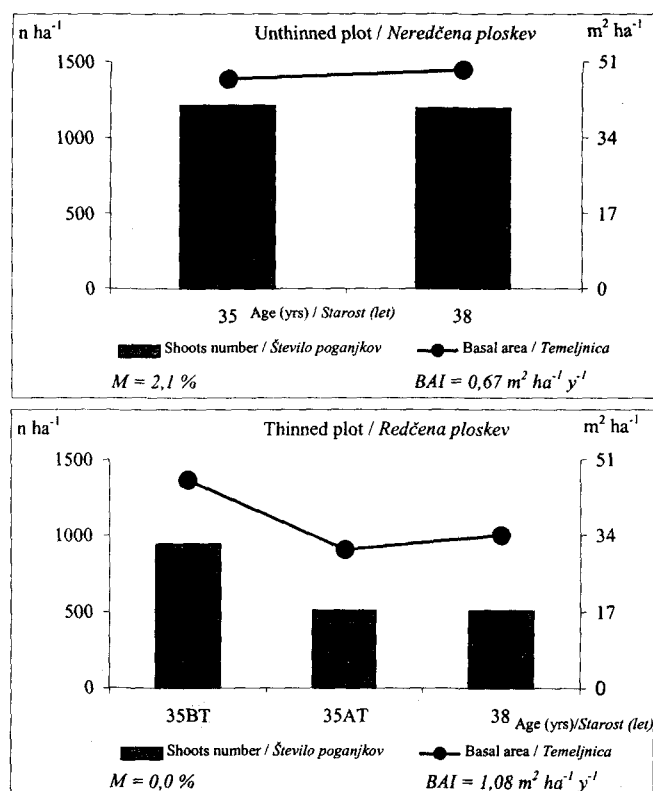 n ha⁻¹ Unthinned plot / Neredčena ploskev m² ha⁻¹
1500 51
1000 34
500 17
0 0
35 Age (yrs) / Starost (let) 38
Shoots number / Število poganjkov Basal area / Temeljnica
M = 2,1 % BAI = 0,67 m² ha⁻¹ y⁻¹
n ha⁻¹ Thinned plot / Redčena ploskev m² ha⁻¹
1500 51
1000 34
500 17
0 0
35BT 35AT 38 Age (yrs)/Starost (let)
Shoots number / Število poganjkov Basal area / Temeljnica
M = 0,0 % BAI = 1,08 m² ha⁻¹ y⁻¹